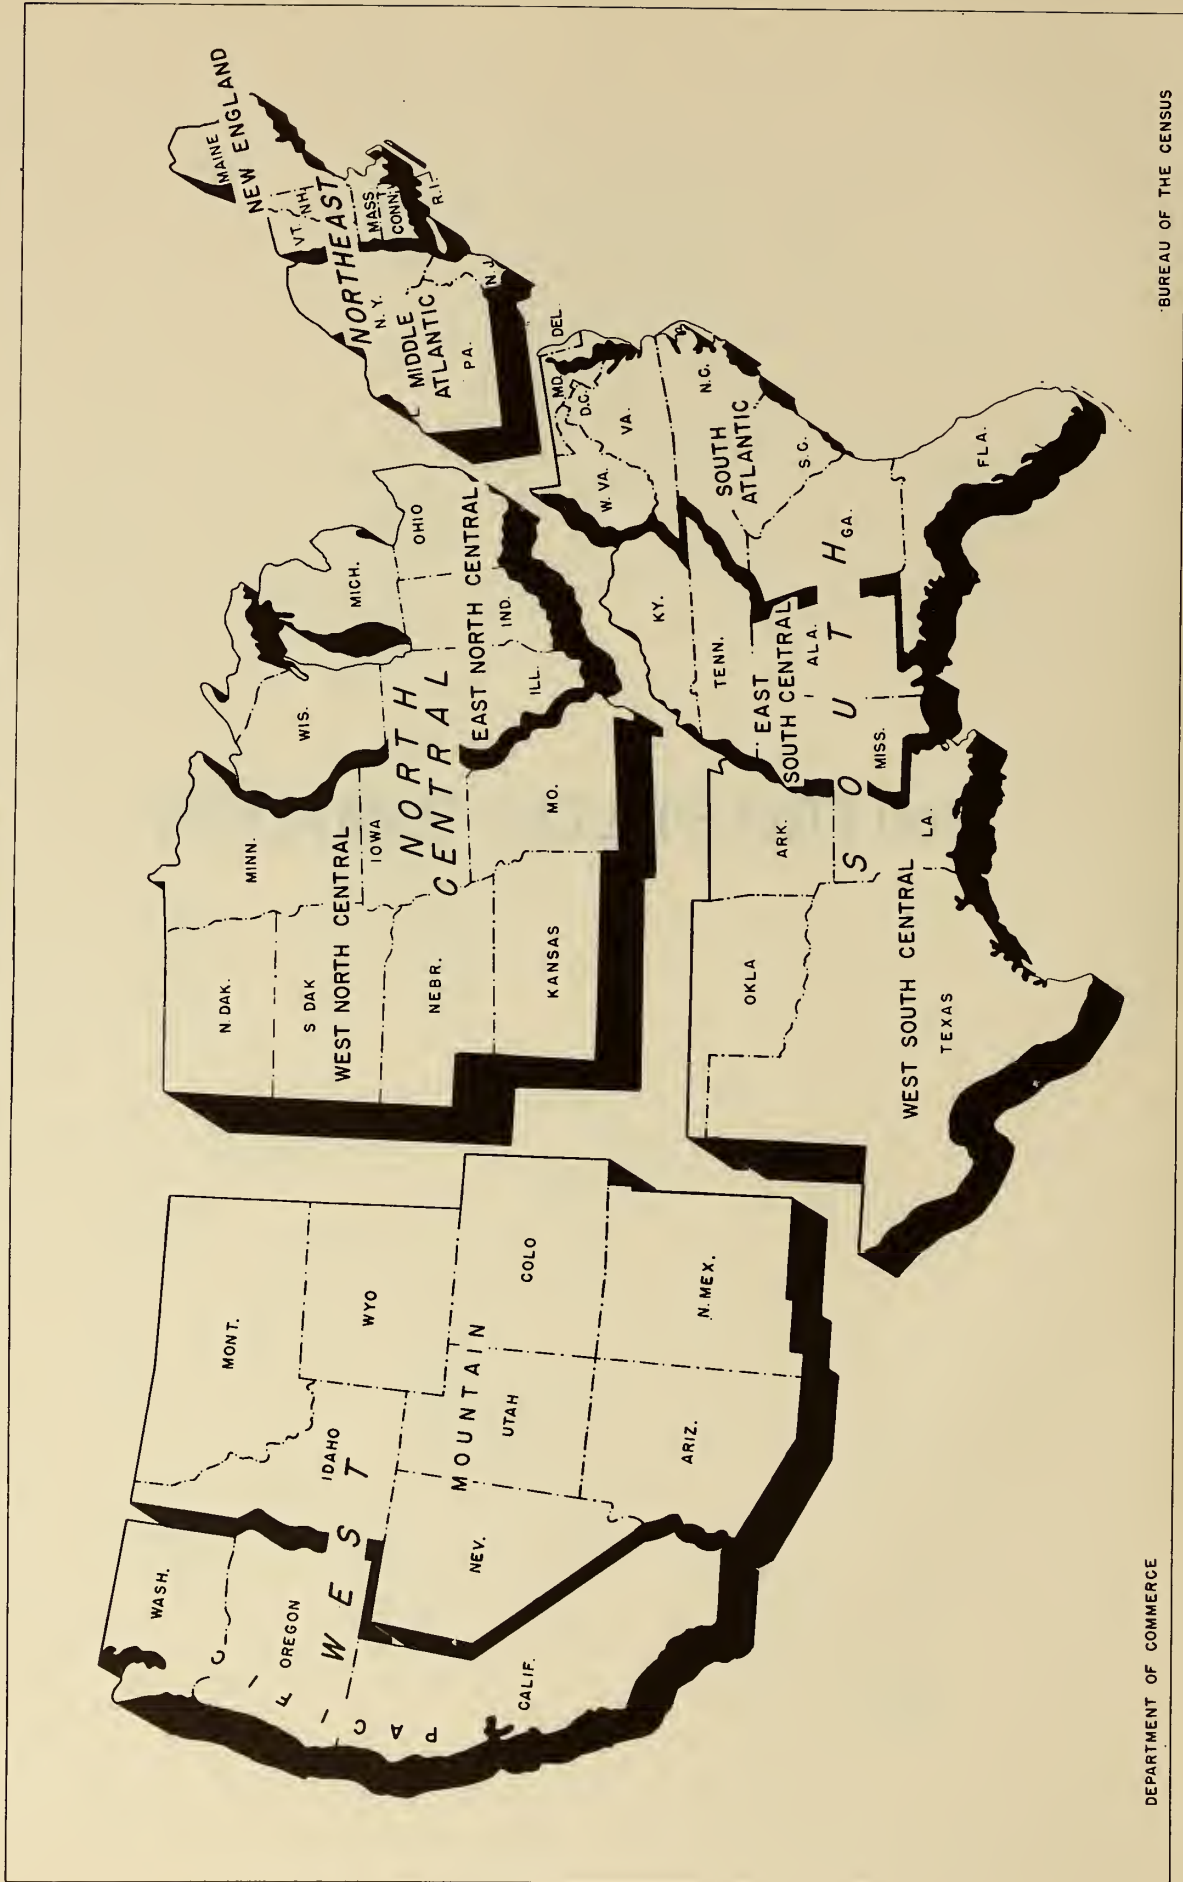 WASH.
OREGON
CALIF.
PACIFIC
WEST
MONT.
IDAHO
WYO
NEV.
UTAH
COLO
ARIZ.
N. MEX.
MOUNTAIN
N. DAK.
S DAK
NEBR.
KANSAS
MINN.
IOWA
MO.
WEST NORTH CENTRAL
NORTH
CENTRAL
WIS.
MICH.
ILL.
IND.
OHIO
EAST NORTH CENTRAL
NEW ENGLAND
MAINE
VT.
NH.
MASS
CONN.
R.I.
NORTHEAST
N. Y.
MIDDLE
ATLANTIC
PA.
N. J.
OKLA
ARK.
TEXAS
LA.
WEST SOUTH CENTRAL
SOUTH
KY.
TENN.
EAST
SOUTH CENTRAL
ALA.
MISS.
DEL.
MD.
D.C.
W. VA.
VA.
N.C.
S.C.
SOUTH
ATLANTIC
GA.
FLA.
DEPARTMENT OF COMMERCE
BUREAU OF THE CENSUS